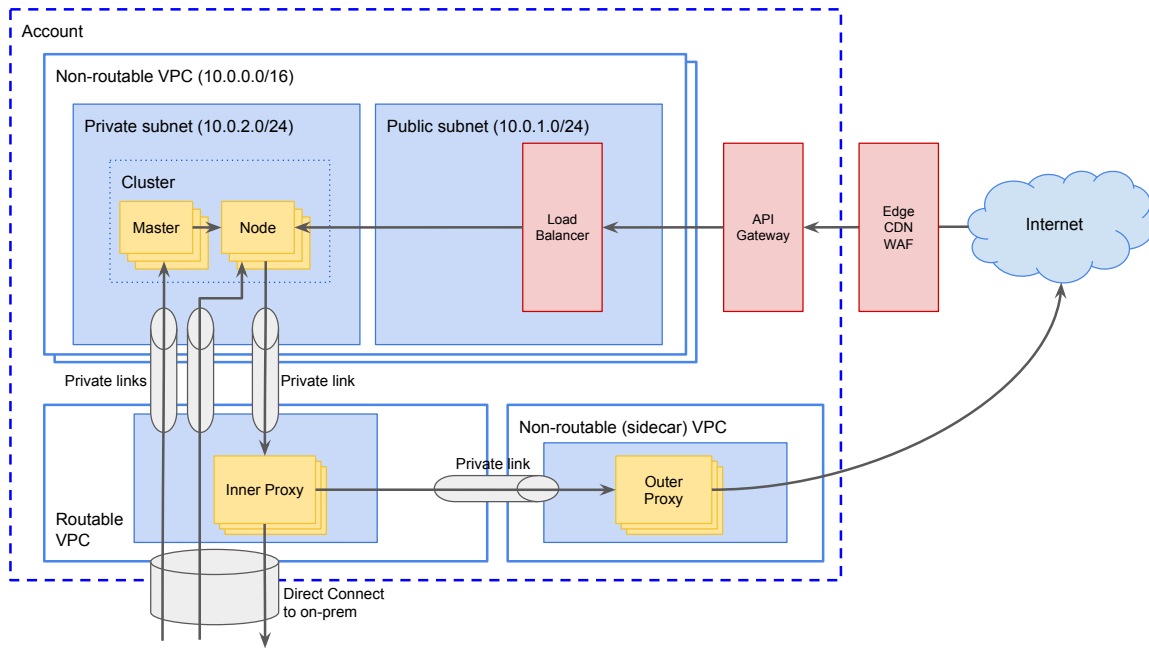 Account
Non-routable VPC (10.0.0.0/16)
Private subnet (10.0.2.0/24)
Public subnet (10.0.1.0/24)
Cluster
Master
Node
Load
Balancer
API
Gateway
Edge
CDN
WAF
Internet
Private links
Private link
Non-routable (sidecar) VPC
Private link
Inner Proxy
Outer
Proxy
Routable
VPC
Direct Connect
to on-prem